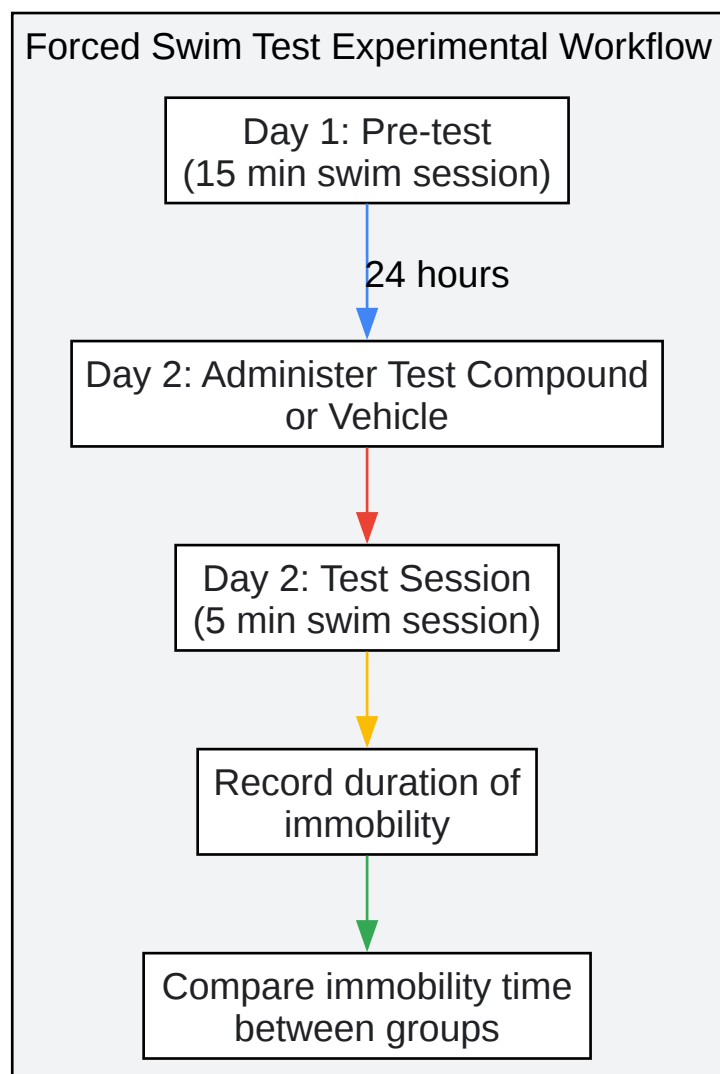 Forced Swim Test Experimental Workflow
Day 1: Pre-test
(15 min swim session)
24 hours
Day 2: Administer Test Compound
or Vehicle
Day 2: Test Session
(5 min swim session)
Record duration of
immobility
Compare immobility time
between groups